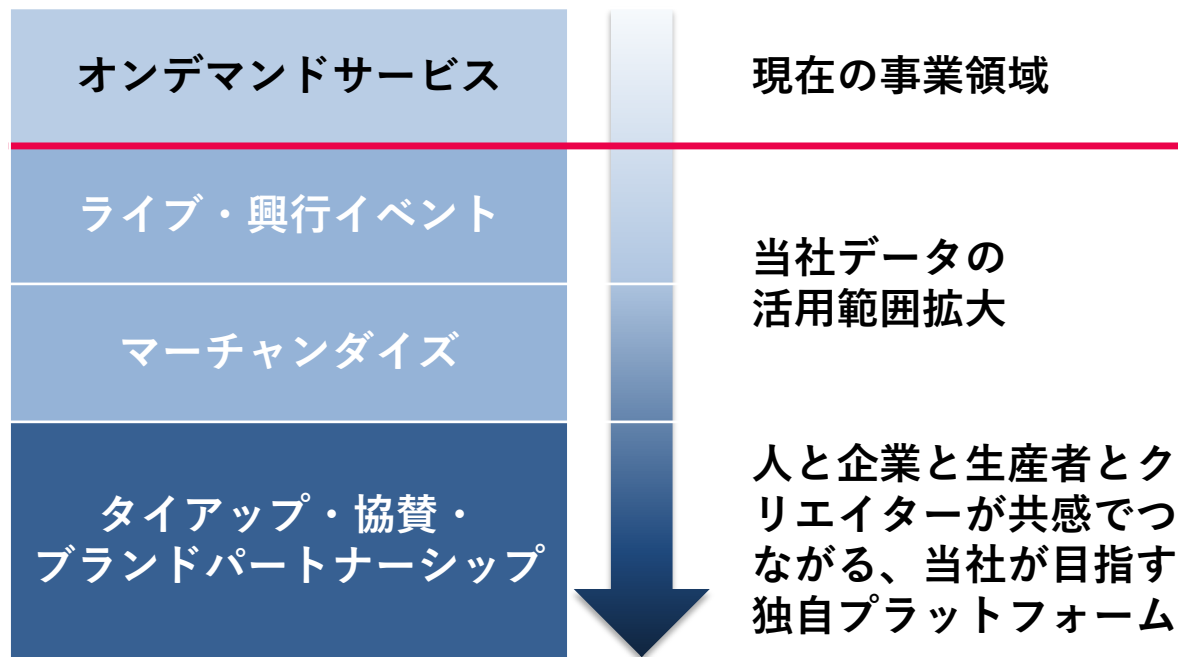 オンデマンドサービス
現在の事業領域
ライブ・興行イベント
マーチャンダイズ
当社データの
活用範囲拡大
タイアップ・協賛・
ブランドパートナーシップ
人と企業と生産者とク
リエイターが共感でつ
ながる、当社が目指す
独自プラットフォーム